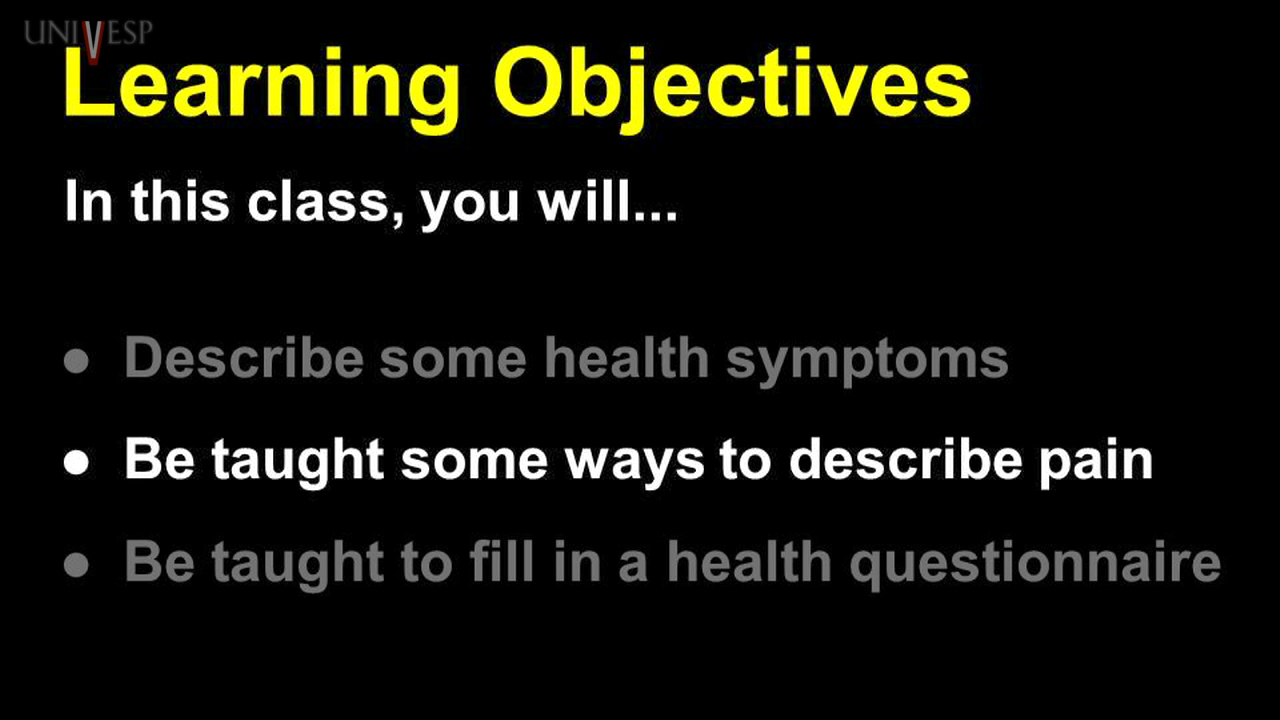 UNIVESP
Learning Objectives
In this class, you will...
● Describe some health symptoms
● Be taught some ways to describe pain
● Be taught to fill in a health questionnaire